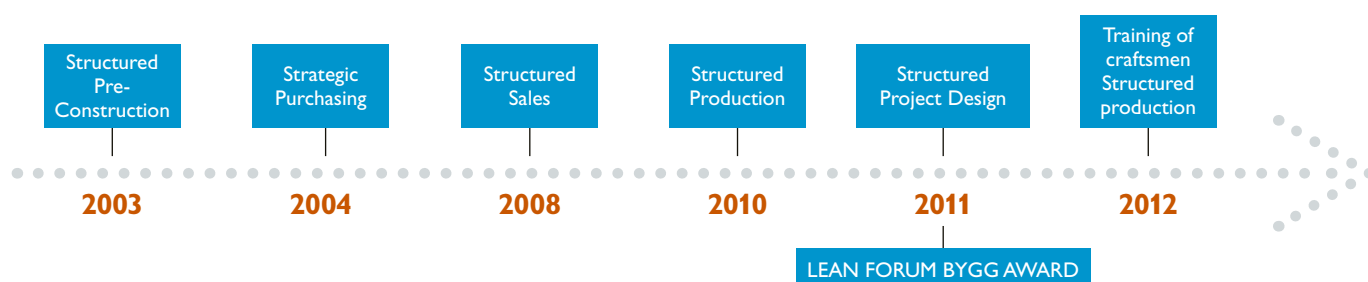 Structured
Pre-
Construction
Strategic
Purchasing
Structured
Sales
Structured
Production
Structured
Project Design
Training of
craftsmen
Structured
production
2003
2004
2008
2010
2011
2012
LEAN FORUM BYGG AWARD